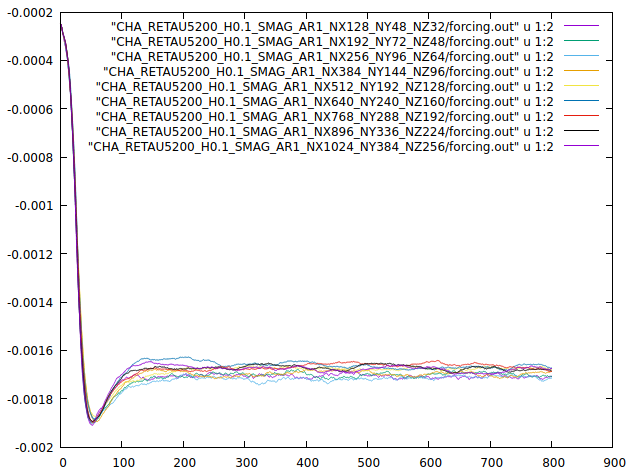 "CHA_RETAU5200_H0.1_SMAG_AR1_NX128_NY48_NZ32/forcing.out" u 1:2
"CHA_RETAU5200_H0.1_SMAG_AR1_NX192_NY72_NZ48/forcing.out" u 1:2
"CHA_RETAU5200_H0.1_SMAG_AR1_NX256_NY96_NZ64/forcing.out" u 1:2
"CHA_RETAU5200_H0.1_SMAG_AR1_NX384_NY144_NZ96/forcing.out" u 1:2
"CHA_RETAU5200_H0.1_SMAG_AR1_NX512_NY192_NZ128/forcing.out" u 1:2
"CHA_RETAU5200_H0.1_SMAG_AR1_NX640_NY240_NZ160/forcing.out" u 1:2
"CHA_RETAU5200_H0.1_SMAG_AR1_NX768_NY288_NZ192/forcing.out" u 1:2
"CHA_RETAU5200_H0.1_SMAG_AR1_NX896_NY336_NZ224/forcing.out" u 1:2
"CHA_RETAU5200_H0.1_SMAG_AR1_NX1024_NY384_NZ256/forcing.out" u 1:2
-0.0002
-0.0004
-0.0006
-0.0008
-0.001
-0.0012
-0.0014
-0.0016
-0.0018
-0.002
0 100 200 300 400 500 600 700 800 900